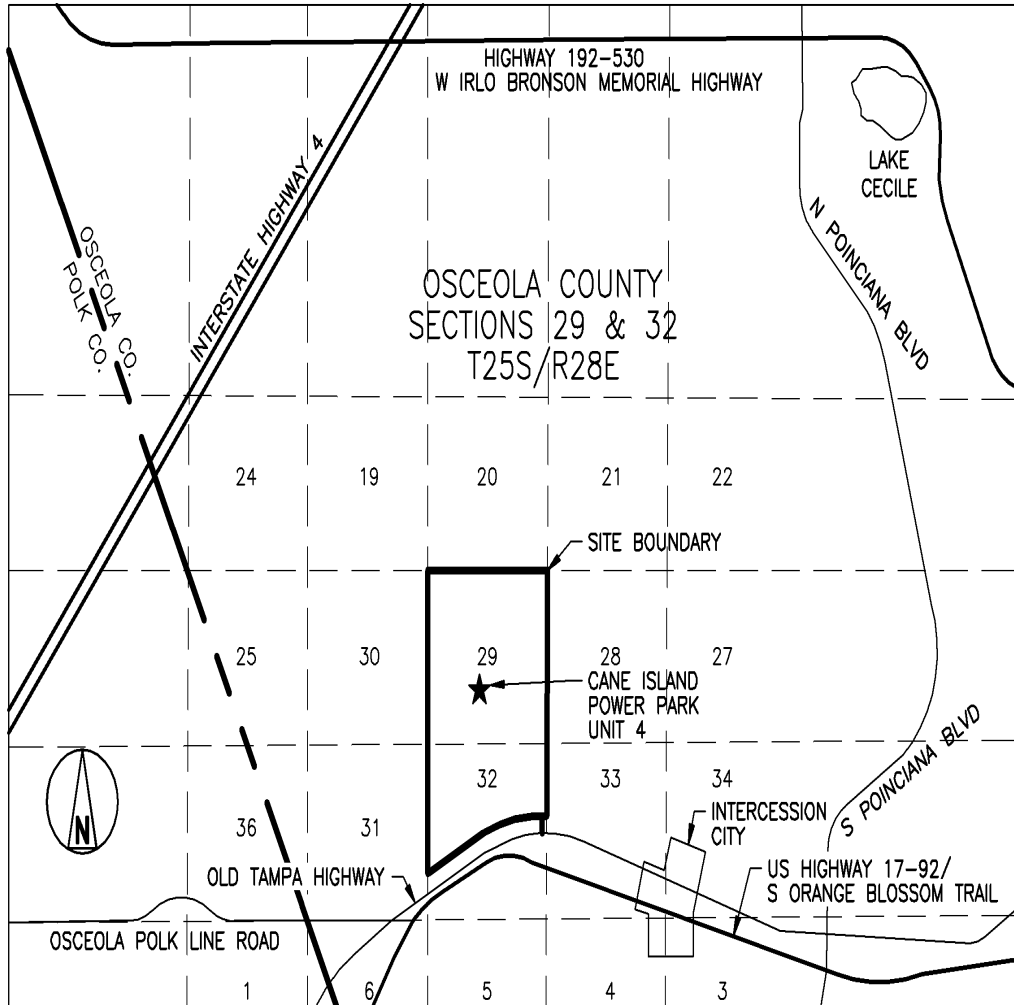 HIGHWAY 192-530
W IRLO BRONSON MEMORIAL HIGHWAY
LAKE
CECILE
INTERSTATE HIGHWAY 4
N POINCIANA BLVD
OSCEOLA CO.
POLK CO.
OSCEOLA COUNTY
SECTIONS 29 & 32
T25S/R28E
24
19
20
21
22
SITE BOUNDARY
25
30
29
28
27
CANE ISLAND
POWER PARK
UNIT 4
S POINCIANA BLVD
32
33
34
N
36
31
INTERCESSION
CITY
OLD TAMPA HIGHWAY
US HIGHWAY 17-92/
S ORANGE BLOSSOM TRAIL
OSCEOLA POLK LINE ROAD
1
6
5
4
3